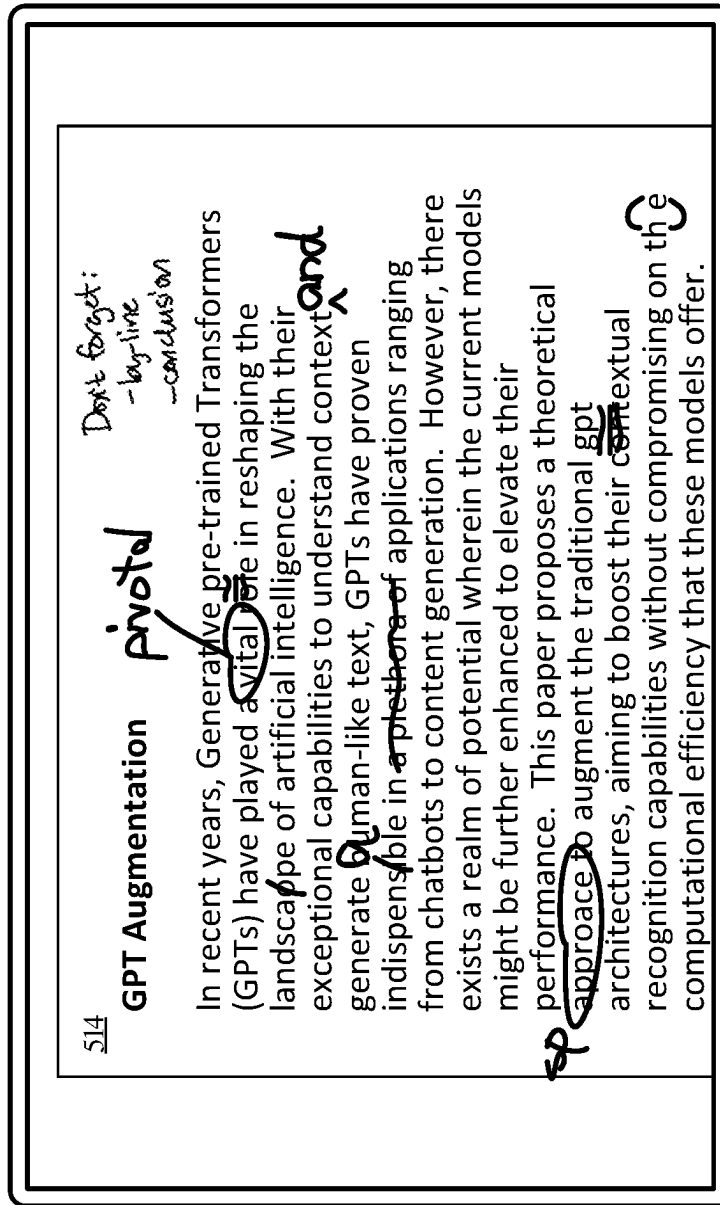 514
Don't forget:
-by-line
-conclusion
pivotal
GPT Augmentation
In recent years, Generative pre-trained Transformers
(GPTs) have played a vital role in reshaping the
landscappe of artificial intelligence. With their
exceptional capabilities to understand context and
generate uman-like text, GPTs have proven
indispensible in a plethora of applications ranging
from chatbots to content generation. However, there
exists a realm of potential wherein the current models
might be further enhanced to elevate their
performance. This paper proposes a theoretical
sp approace to augment the traditional gpt
architectures, aiming to boost their contextual
recognition capabilities without compromising on th e
computational efficiency that these models offer.